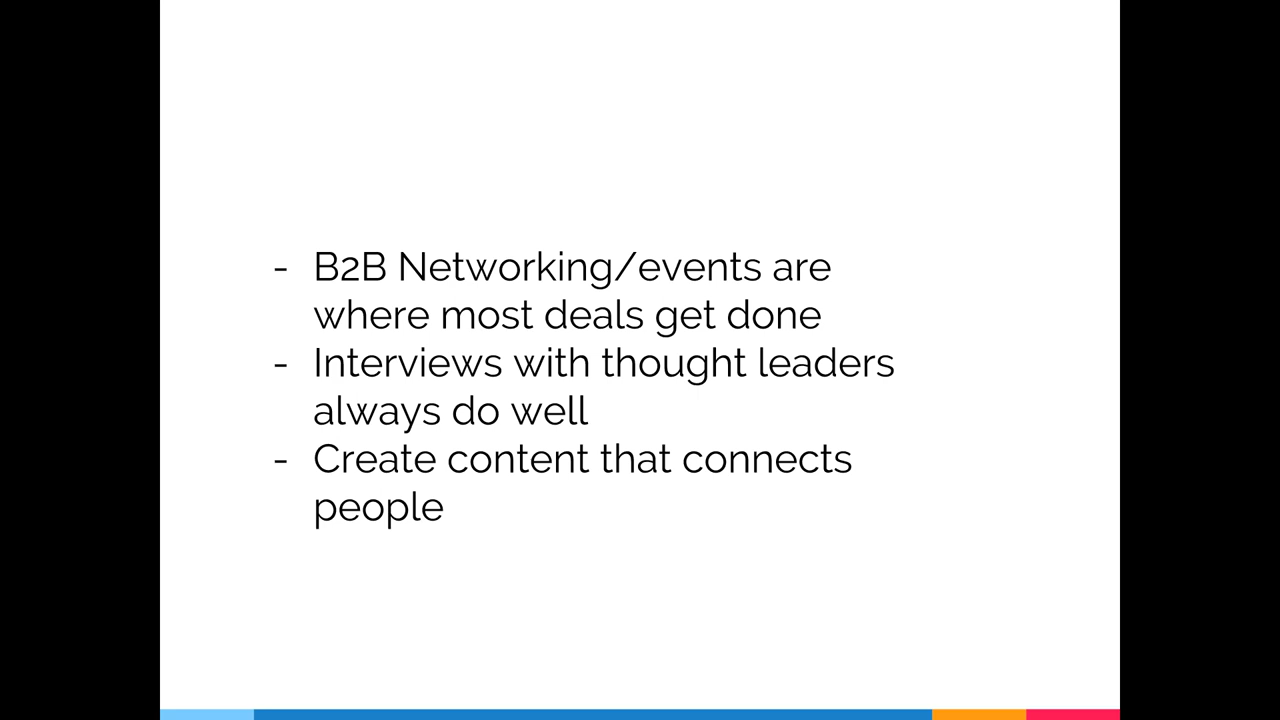 - B2B Networking/events are
where most deals get done
- Interviews with thought leaders
always do well
- Create content that connects
people